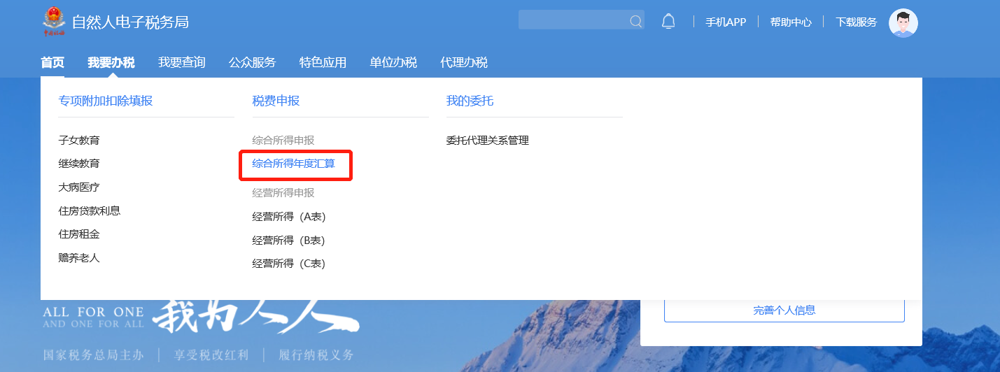 自然人电子税务局
手机APP
帮助中心
下载服务
首页
我要办税
我要查询
公众服务
特色应用
单位办税
代理办税
专项附加扣除填报
税费申报
我的委托
子女教育
综合所得申报
委托代理关系管理
继续教育
综合所得年度汇算
大病医疗
经营所得申报
住房贷款利息
经营所得（A表）
住房租金
经营所得（B表）
赡养老人
经营所得（C表）
ALL FOR ONE
AND ONE FOR ALL
我为人人
完善个人信息
国家税务总局主办
享受税改红利
履行纳税义务